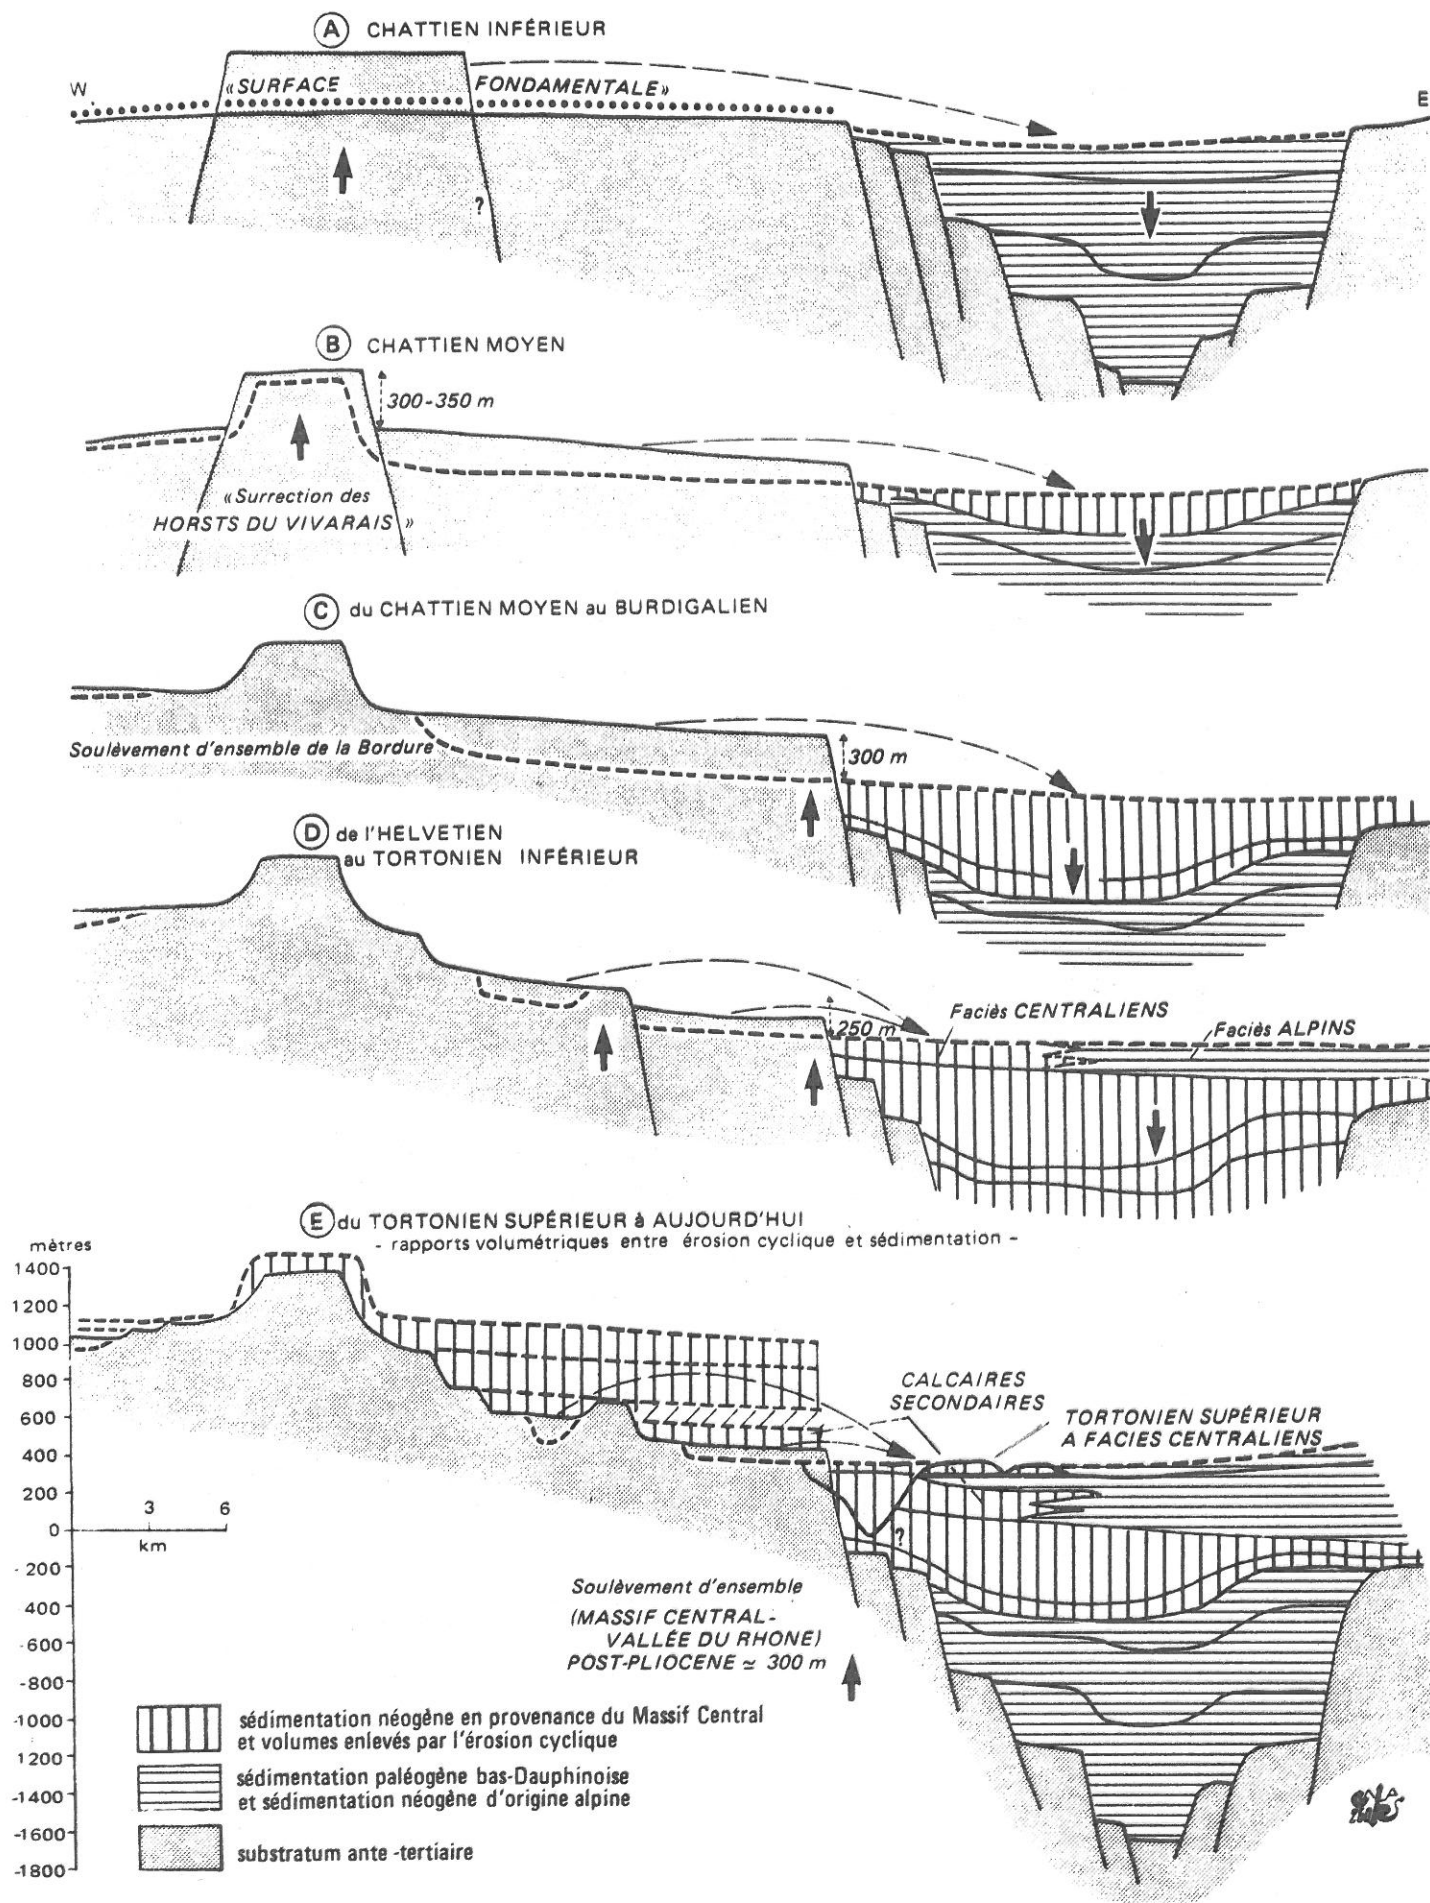 A CHATTIEN INFÉRIEUR
W
«SURFACE FONDAMENTALE»
E
?
B CHATTIEN MOYEN
300-350 m
«Surrection des
HORSTS DU VIVARAIS»
C du CHATTIEN MOYEN au BURDIGALIEN
Soulèvement d'ensemble de la Bordure
300 m
D de l'HELVETIEN
au TORTONIEN INFÉRIEUR
250 m
Faciès CENTRALIENS
Faciès ALPINS
E du TORTONIEN SUPÉRIEUR à AUJOURD'HUI
- rapports volumétriques entre érosion cyclique et sédimentation -
mètres
1400
1200
1000
800
600
400
200
0
- 200
- 400
-600
-800
-1000
1200
-1400
-1600
-1800
3 6
km
CALCAIRES
SECONDAIRES
TORTONIEN SUPÉRIEUR
A FACIES CENTRALIENS
?
Soulèvement d'ensemble
(MASSIF CENTRAL-
VALLÉE DU RHONE)
POST-PLIOCENE ≃ 300 m
sédimentation néogène en provenance du Massif Central
et volumes enlevés par l'érosion cyclique
sédimentation paléogène bas-Dauphinoise
et sédimentation néogène d'origine alpine
substratum ante-tertiaire